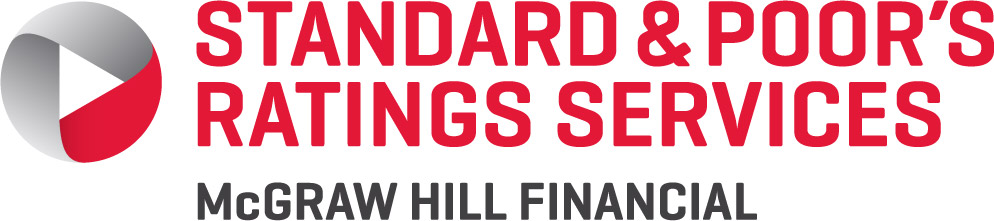 STANDARD & POOR’S
RATINGS SERVICES
McGRAW HILL FINANCIAL